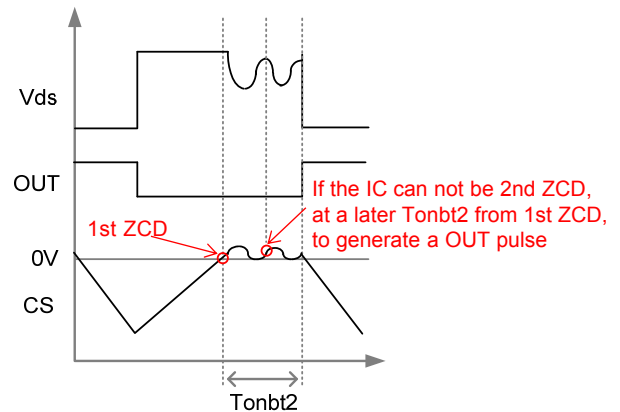 Vds
OUT
If the IC can not be 2nd ZCD,
at a later Tonbt2 from 1st ZCD,
to generate a OUT pulse
1st ZCD
0V
CS
Tonbt2